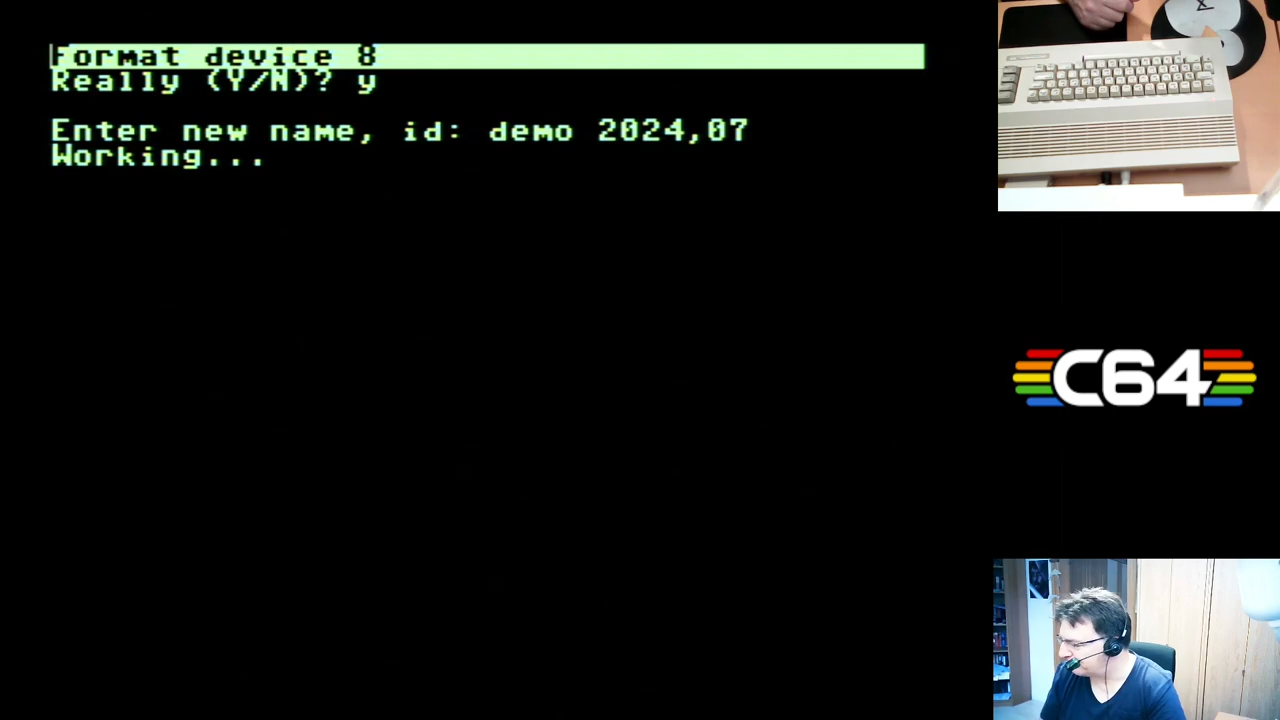 Format device 8
Really (Y/N)? y
Enter new name, id: demo 2024,07
Working...
C64